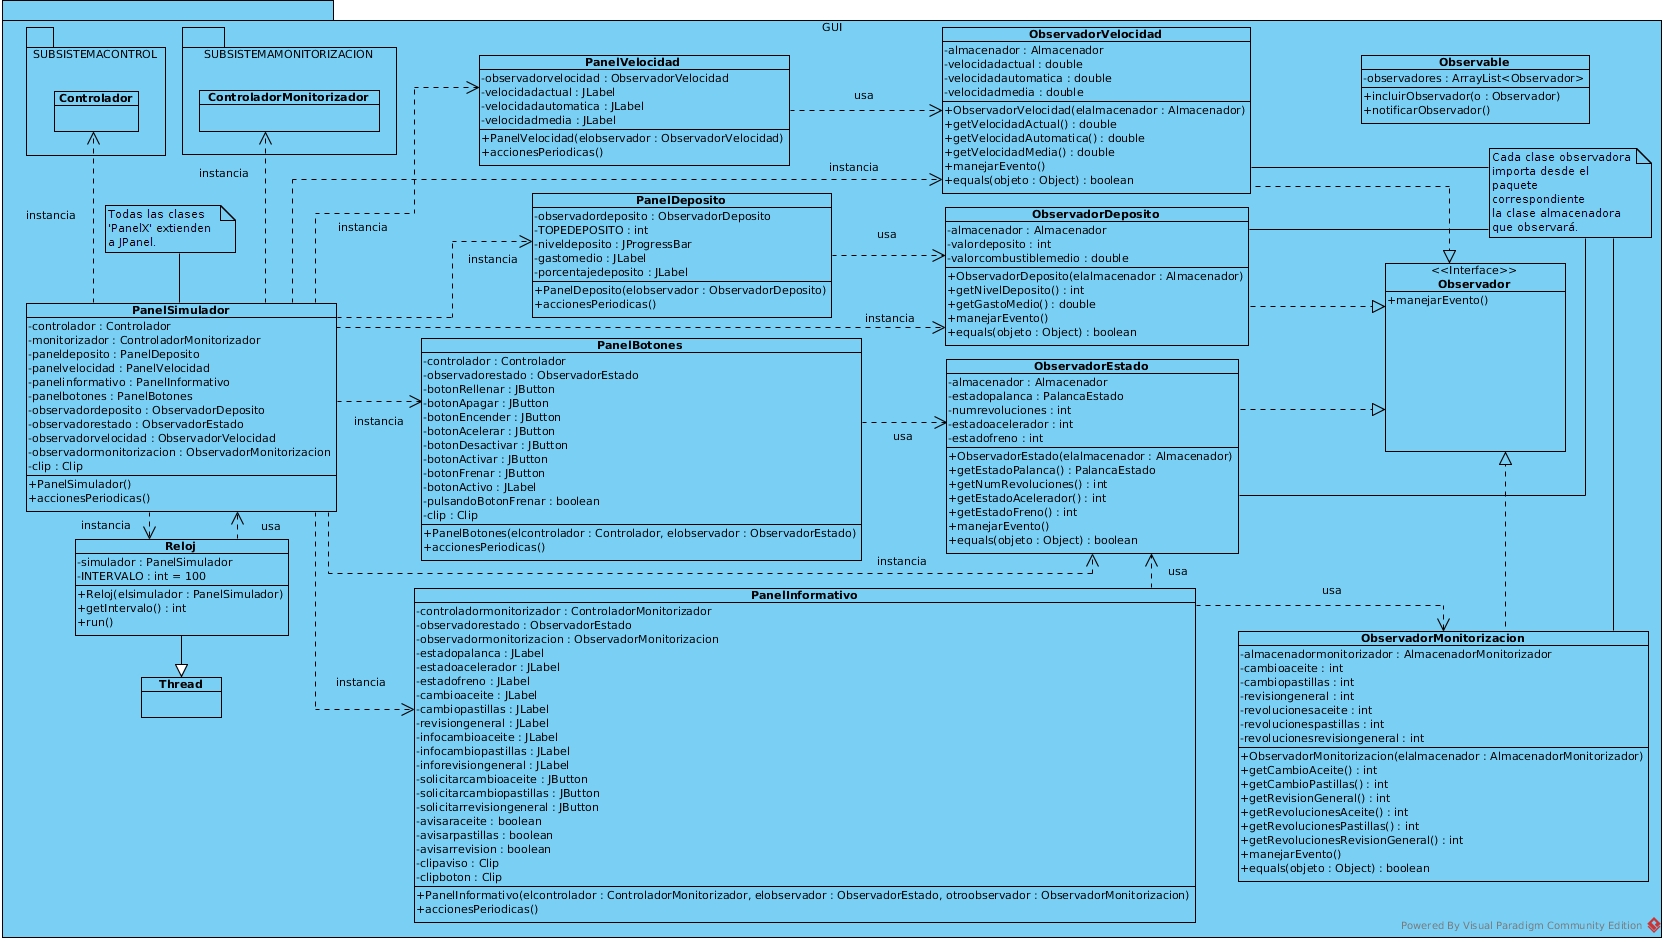 GUI
SUBSISTEMACONTROL
Controlador
SUBSISTEMAMONITORIZACION
ControladorMonitorizador
instancia
instancia
Todas las clases
'PanelX' extienden
a JPanel.
PanelVelocidad
-observadorvelocidad : ObservadorVelocidad
-velocidadactual : JLabel
-velocidadautomatica : JLabel
-velocidadmedia : JLabel
+PanelVelocidad(elobservador : ObservadorVelocidad)
+accionesPeriodicas()
usa
instancia
instancia
ObservadorVelocidad
-almacenador : Almacenador
-velocidadactual : double
-velocidadautomatica : double
-velocidadmedia : double
+ObservadorVelocidad(elalmacenador : Almacenador)
+getVelocidadActual() : double
+getVelocidadAutomatica() : double
+getVelocidadMedia() : double
+manejarEvento()
+equals(objeto : Object) : boolean
Observable
-observadores : ArrayList<Observador>
+incluirObservador(o : Observador)
+notificarObservador()
Cada clase observadora
importa desde el
paquete
correspondiente
la clase almacenadora
que observará.
PanelDeposito
-observadordeposito : ObservadorDeposito
-TOPEDEPOSITO : int
-niveldeposito : JProgressBar
-gastomedio : JLabel
-porcentajedeposito : JLabel
+PanelDeposito(elobservador : ObservadorDeposito)
+accionesPeriodicas()
instancia
usa
instancia
ObservadorDeposito
-almacenador : Almacenador
-valordeposito : int
-valorcombustiblemedio : double
+ObservadorDeposito(elalmacenador : Almacenador)
+getNivelDeposito() : int
+getGastoMedio() : double
+manejarEvento()
+equals(objeto : Object) : boolean
<<Interface>>
Observador
+manejarEvento()
PanelSimulador
-controlador : Controlador
-monitorizador : ControladorMonitorizador
-paneldeposito : PanelDeposito
-panelvelocidad : PanelVelocidad
-panelinformativo : PanelInformativo
-panelbotones : PanelBotones
-observadordeposito : ObservadorDeposito
-observadorestado : ObservadorEstado
-observadorvelocidad : ObservadorVelocidad
-observadormonitorizacion : ObservadorMonitorizacion
-clip : Clip
+PanelSimulador()
+accionesPeriodicas()
instancia
PanelBotones
-controlador : Controlador
-observadorestado : ObservadorEstado
-botonRellenar : JButton
-botonApagar : JButton
-botonEncender : JButton
-botonAcelerar : JButton
-botonDesactivar : JButton
-botonActivar : JButton
-botonFrenar : JButton
-botonActivo : JLabel
-pulsandoBotonFrenar : boolean
-clip : Clip
+PanelBotones(elcontrolador : Controlador, elobservador : ObservadorEstado)
+accionesPeriodicas()
usa
ObservadorEstado
-almacenador : Almacenador
-estadopalanca : PalancaEstado
-numrevoluciones : int
-estadoacelerador : int
-estadofreno : int
+ObservadorEstado(elalmacenador : Almacenador)
+getEstadoPalanca() : PalancaEstado
+getNumRevoluciones() : int
+getEstadoAcelerador() : int
+getEstadoFreno() : int
+manejarEvento()
+equals(objeto : Object) : boolean
instancia
usa
Reloj
-simulador : PanelSimulador
-INTERVALO : int = 100
+Reloj(elsimulador : PanelSimulador)
+getIntervalo() : int
+run()
Thread
instancia
usa
instancia
usa
PanelInformativo
-controladormonitorizador : ControladorMonitorizador
-observadorestado : ObservadorEstado
-observadormonitorizacion : ObservadorMonitorizacion
-estadopalanca : JLabel
-estadoacelerador : JLabel
-estadofreno : JLabel
-cambioaceite : JLabel
-cambiopastillas : JLabel
-revisiongeneral : JLabel
-infocambioaceite : JLabel
-infocambiopastillas : JLabel
-inforevisiongeneral : JLabel
-solicitarcambioaceite : JButton
-solicitarcambiopastillas : JButton
-solicitarrevisiongeneral : JButton
-avisaraceite : boolean
-avisarpastillas : boolean
-avisarrevision : boolean
-clipaviso : Clip
-clipboton : Clip
+PanelInformativo(elcontrolador : ControladorMonitorizador, elobservador : ObservadorEstado, otroobservador : ObservadorMonitorizacion)
+accionesPeriodicas()
ObservadorMonitorizacion
-almacenadormonitorizador : AlmacenadorMonitorizador
-cambioaceite : int
-cambiopastillas : int
-revisiongeneral : int
-revolucionesaceite : int
-revolucionespastillas : int
-revolucionesrevisiongeneral : int
+ObservadorMonitorizacion(elalmacenador : AlmacenadorMonitorizador)
+getCambioAceite() : int
+getCambioPastillas() : int
+getRevisionGeneral() : int
+getRevolucionesAceite() : int
+getRevolucionesPastillas() : int
+getRevolucionesRevisionGeneral() : int
+manejarEvento()
+equals(objeto : Object) : boolean
Powered By Visual Paradigm Community Edition